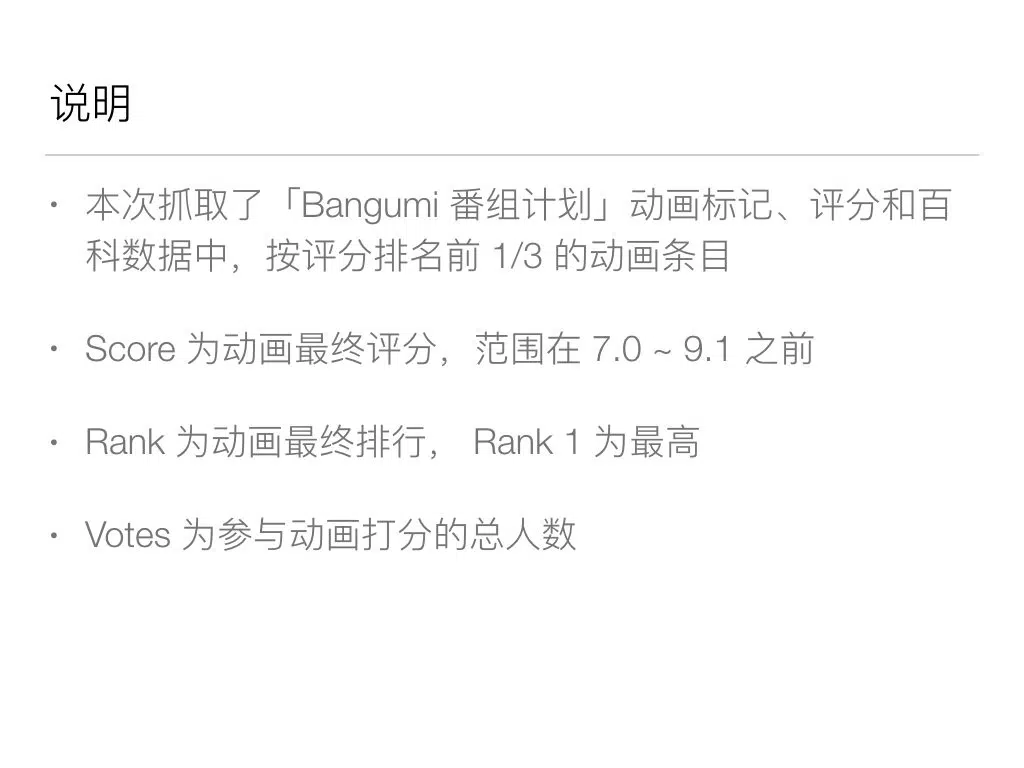 说明
• 本次抓取了「Bangumi 番组计划」动画标记、评分和百
科数据中，按评分排名前 1/3 的动画条目
• Score 为动画最终评分，范围在 7.0 ~ 9.1 之前
• Rank 为动画最终排行， Rank 1 为最高
• Votes 为参与动画打分的总人数